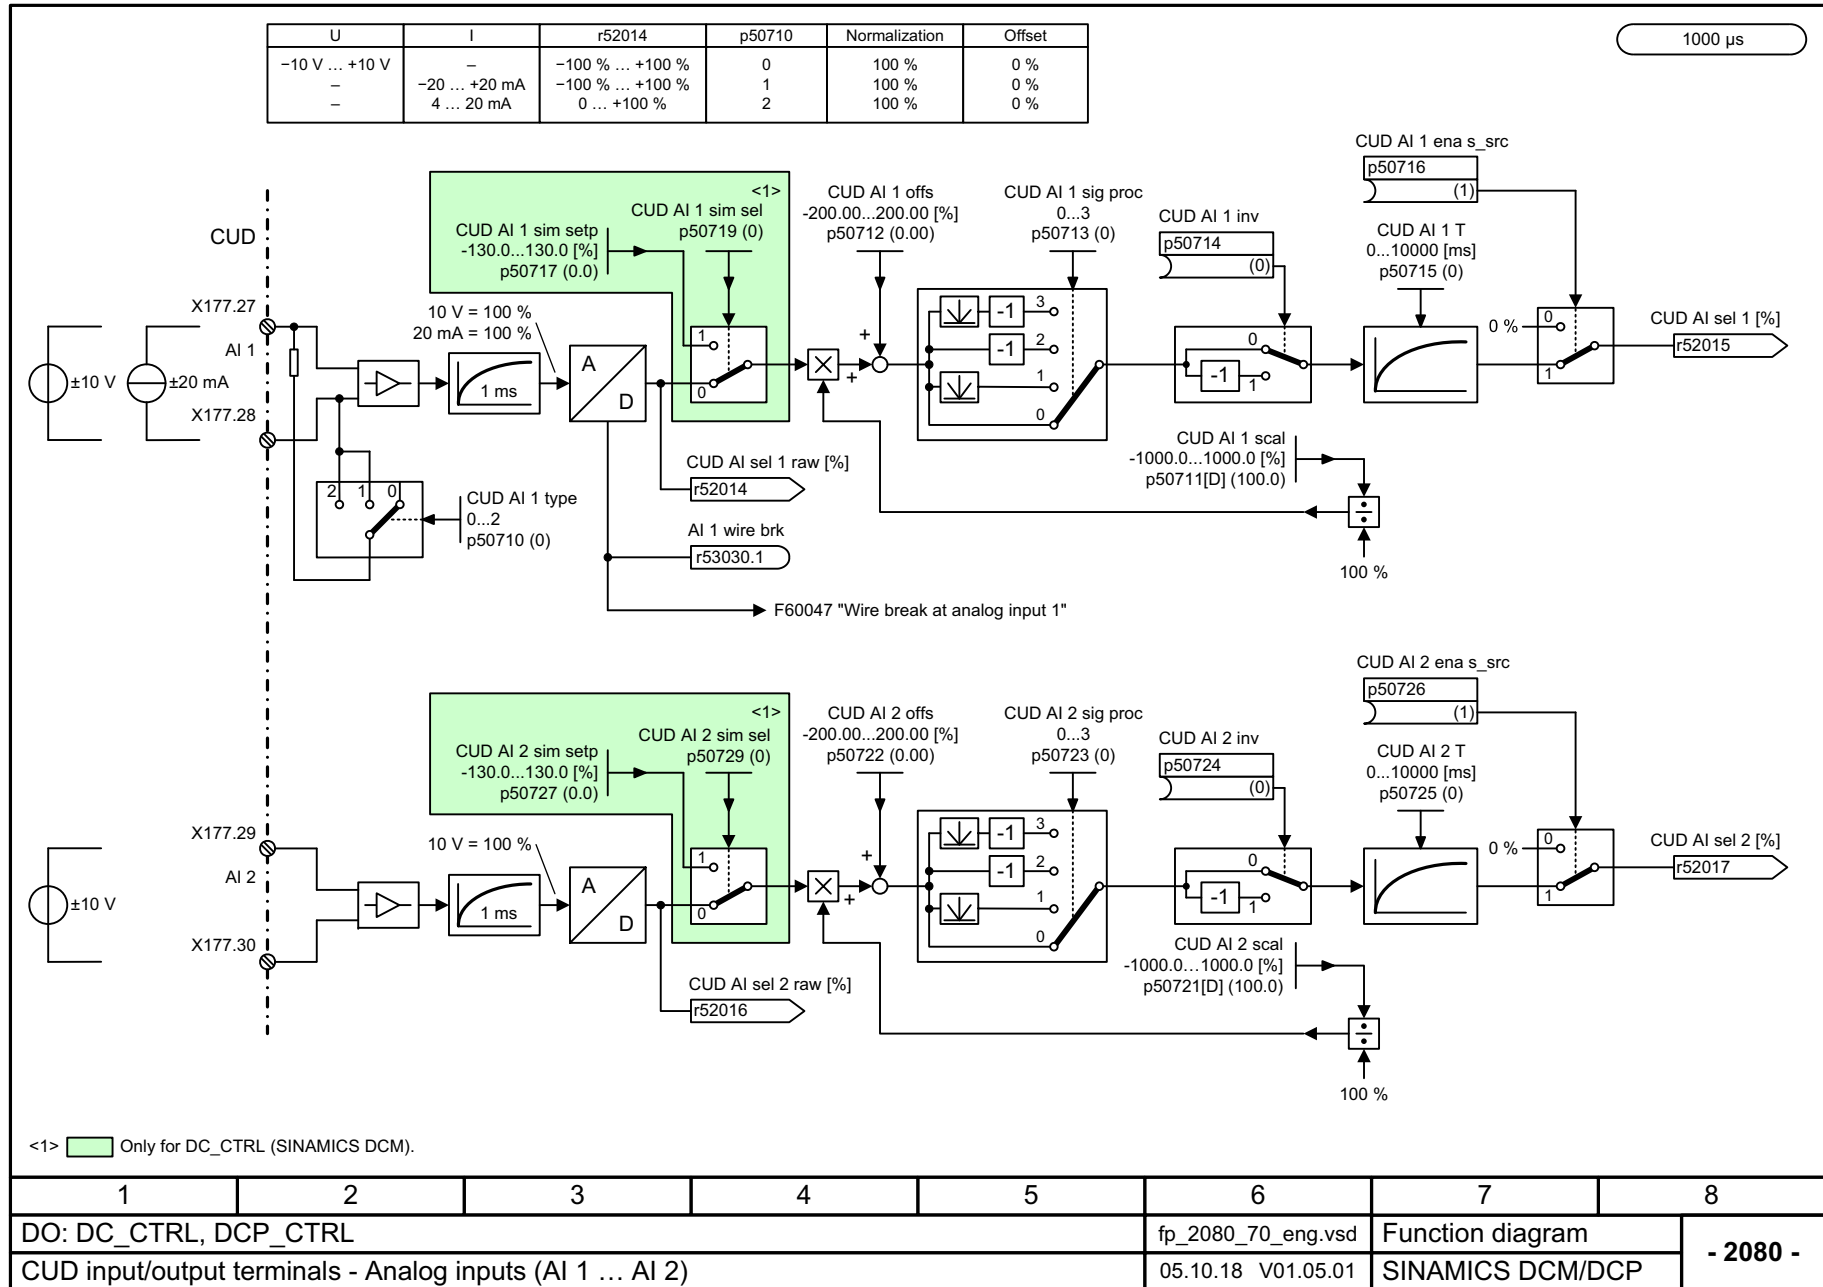 U I r52014 p50710 Normalization Offset
−10 V … +10 V – −100 % … +100 % 0 100 % 0 %
– −20 … +20 mA −100 % … +100 % 1 100 % 0 %
– 4 … 20 mA 0 … +100 % 2 100 % 0 %
1000 µs
CUD
X177.27
AI 1
X177.28
±10 V
±20 mA
2 1 0
CUD AI 1 type
0...2
p50710 (0)
10 V = 100 %
20 mA = 100 %
1 ms
A
D
<1>
CUD AI 1 sim setp
-130.0...130.0 [%]
p50717 (0.0)
CUD AI 1 sim sel
p50719 (0)
1
0
CUD AI sel 1 raw [%]
r52014
AI 1 wire brk
r53030.1
F60047 "Wire break at analog input 1"
CUD AI 1 offs
-200.00...200.00 [%]
p50712 (0.00)
+
+
CUD AI 1 sig proc
0...3
p50713 (0)
-1 3
-1 2
1
0
CUD AI 1 inv
p50714
(0)
0
-1 1
CUD AI 1 scal
-1000.0...1000.0 [%]
p50711[D] (100.0)
100 %
CUD AI 1 ena s_src
p50716
(1)
CUD AI 1 T
0...10000 [ms]
p50715 (0)
0 % 0
1
CUD AI sel 1 [%]
r52015
X177.29
AI 2
X177.30
±10 V
10 V = 100 %
1 ms
A
D
<1>
CUD AI 2 sim setp
-130.0...130.0 [%]
p50727 (0.0)
CUD AI 2 sim sel
p50729 (0)
1
0
CUD AI sel 2 raw [%]
r52016
CUD AI 2 offs
-200.00...200.00 [%]
p50722 (0.00)
+
+
CUD AI 2 sig proc
0...3
p50723 (0)
-1 3
-1 2
1
0
CUD AI 2 inv
p50724
(0)
0
-1 1
CUD AI 2 scal
-1000.0…1000.0 [%]
p50721[D] (100.0)
100 %
CUD AI 2 ena s_src
p50726
(1)
CUD AI 2 T
0...10000 [ms]
p50725 (0)
0 % 0
1
CUD AI sel 2 [%]
r52017
<1> Only for DC_CTRL (SINAMICS DCM).
1 2 3 4 5 6 7 8
DO: DC_CTRL, DCP_CTRL fp_2080_70_eng.vsd Function diagram
- 2080 -
CUD input/output terminals - Analog inputs (AI 1 … AI 2) 05.10.18 V01.05.01 SINAMICS DCM/DCP